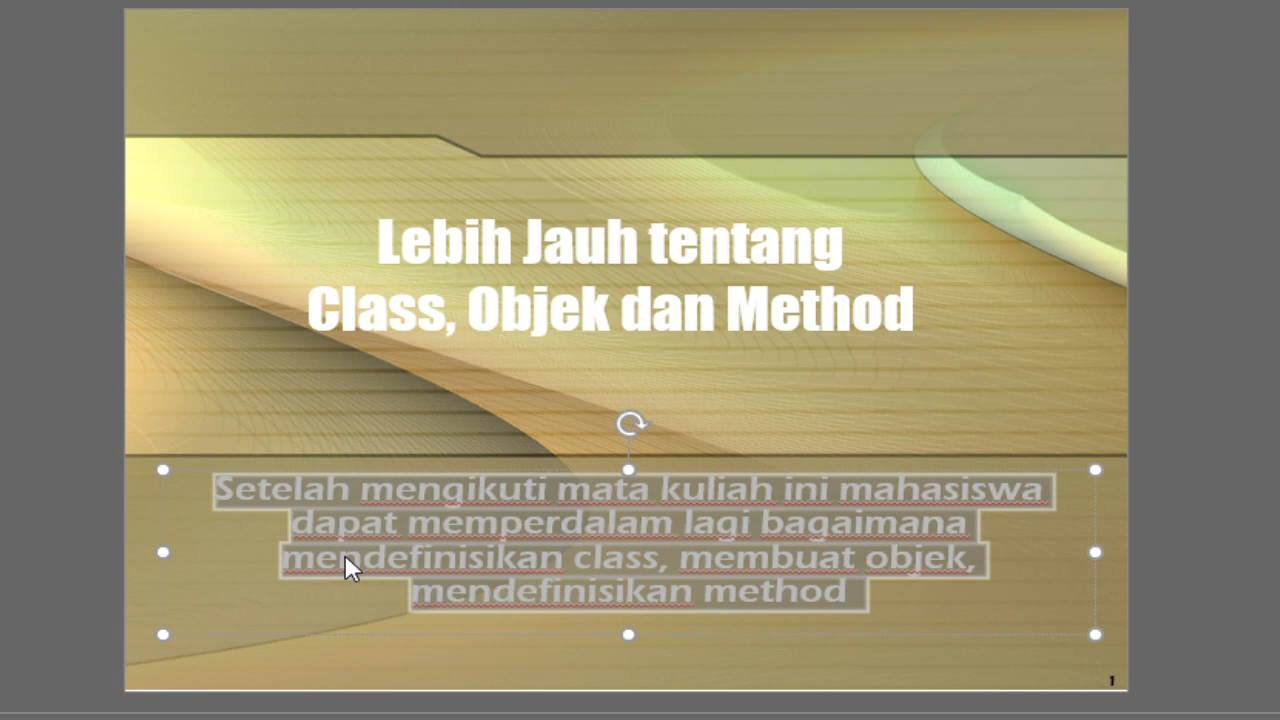 Lebih Jauh tentang
Class, Objek dan Method
Setelah mengikuti mata kuliah ini mahasiswa
dapat memperdalam lagi bagaimana
mendefinisikan class, membuat objek,
mendefinisikan method
1